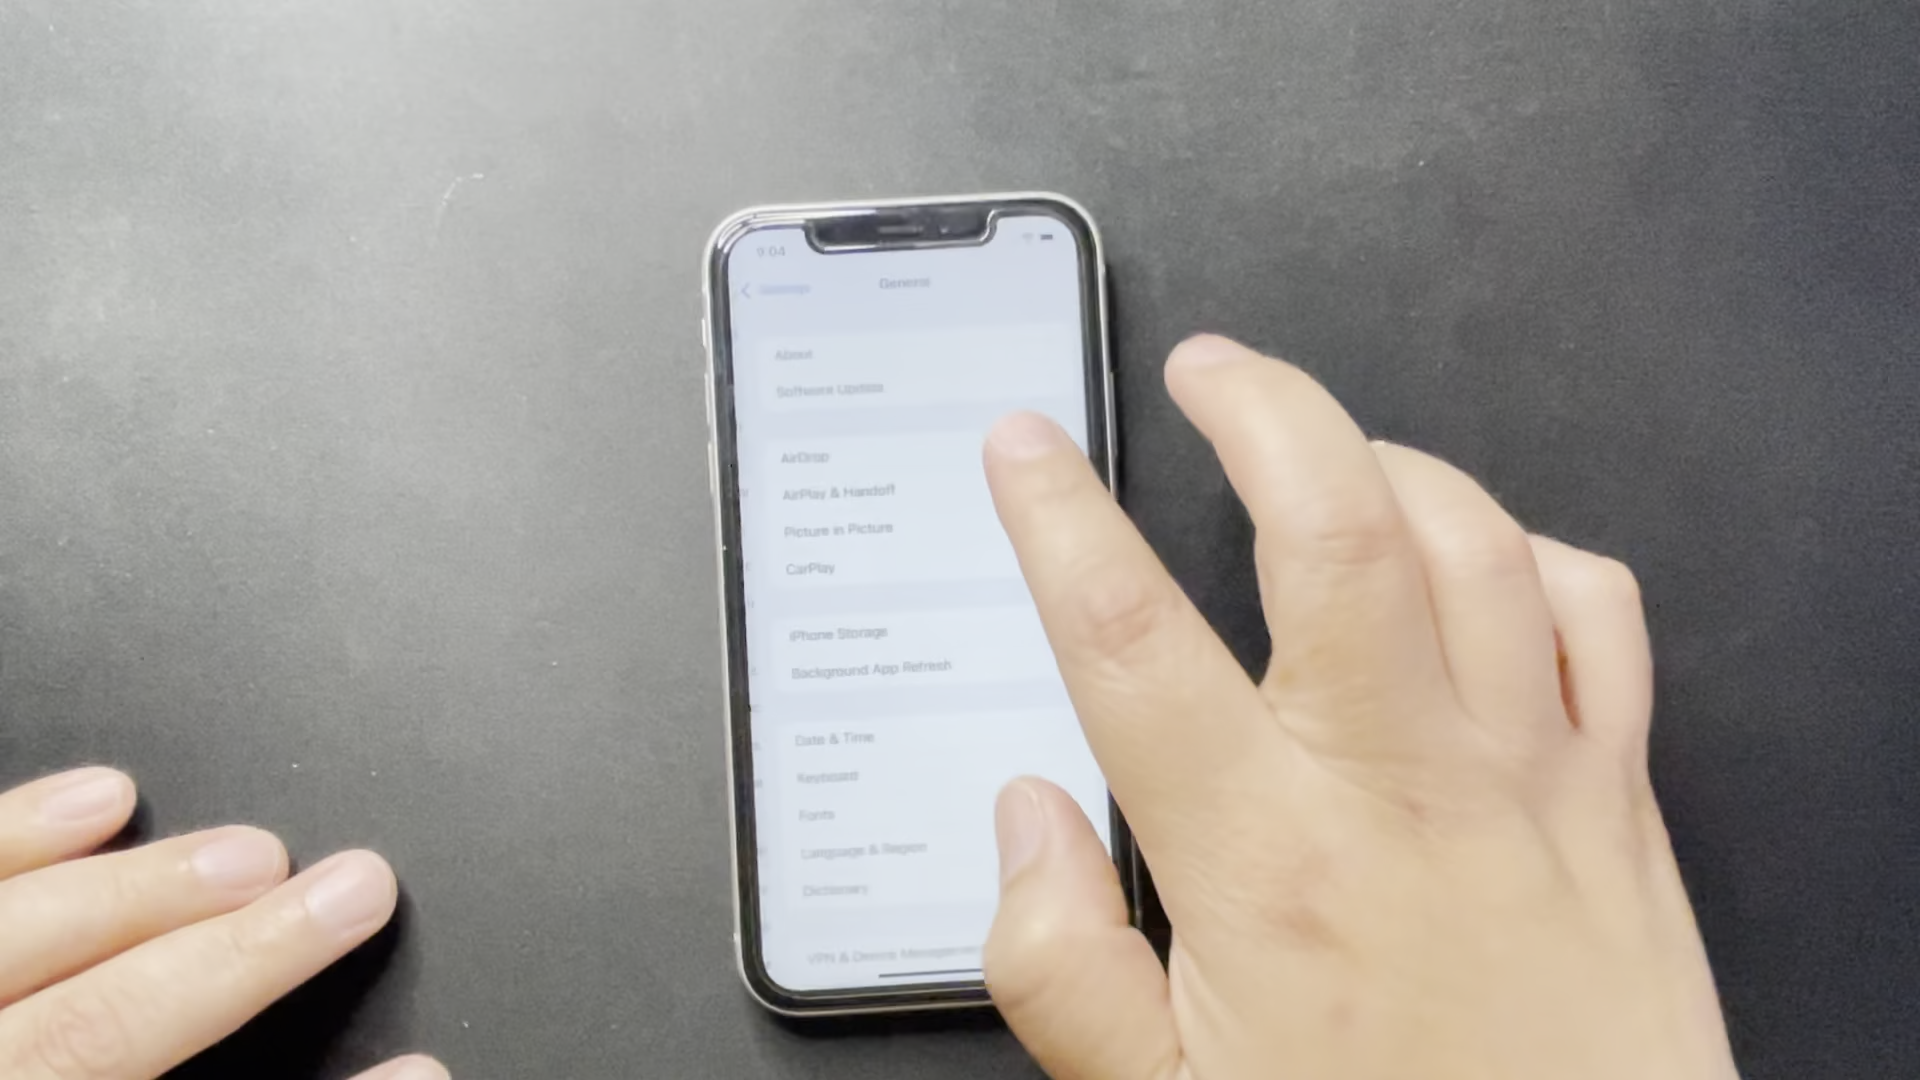 9:04
Settings
General
About
Software Update
AirDrop
AirPlay & Handoff
Picture in Picture
CarPlay
iPhone Storage
Background App Refresh
Date & Time
Keyboard
Fonts
Language & Region
Dictionary
VPN & Device Management